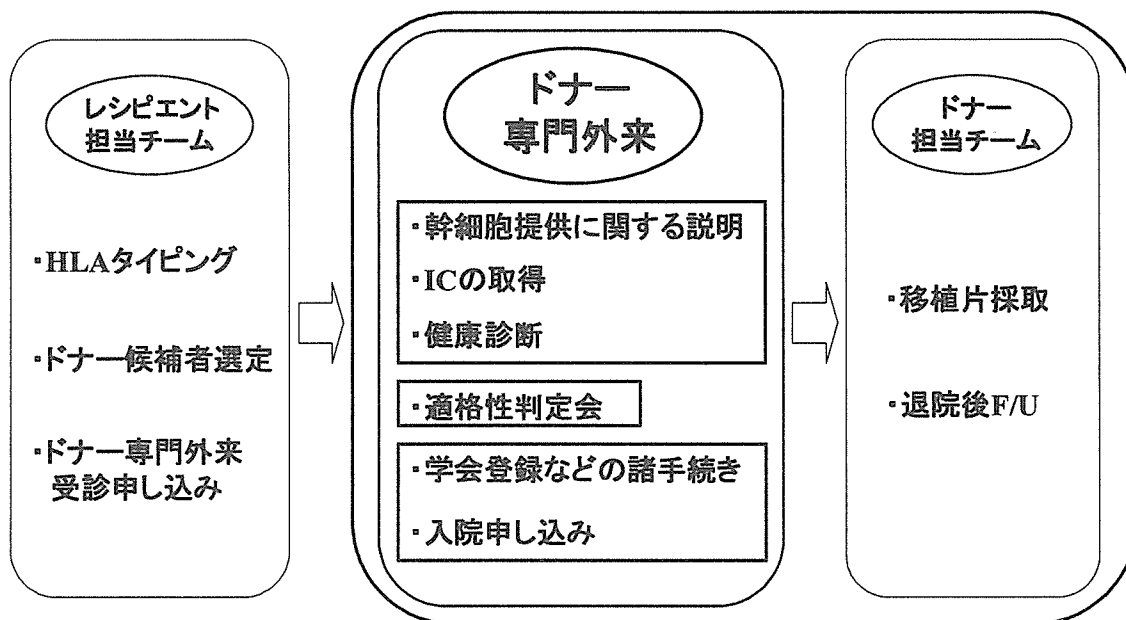 レシピエント
担当チーム
・HLAタイピング
・ドナー候補者選定
・ドナー専門外来
受診申し込み
ドナー
専門外来
・幹細胞提供に関する説明
・ICの取得
・健康診断
・適格性判定会
・学会登録などの諸手続き
・入院申し込み
ドナー
担当チーム
・移植片採取
・退院後F/U